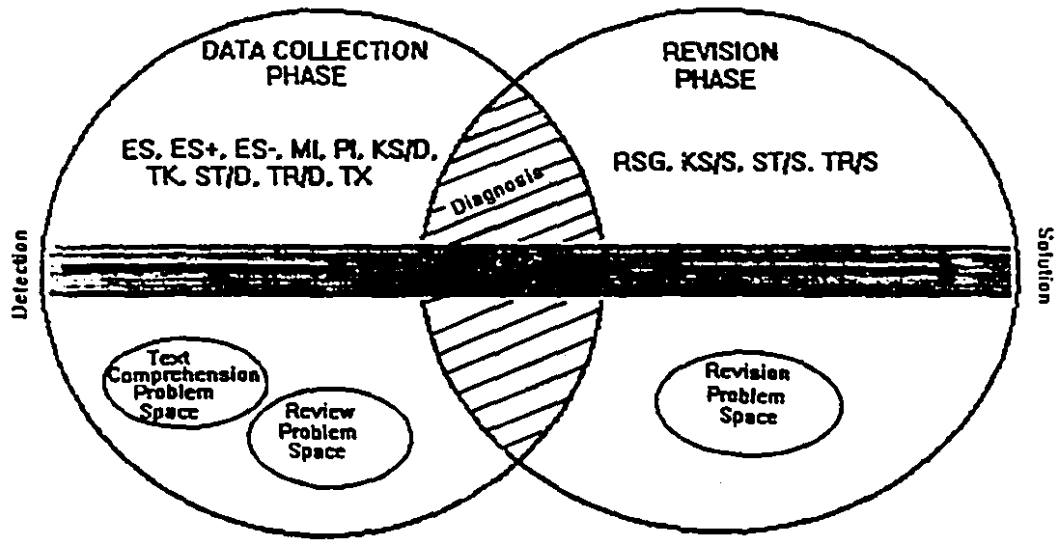 DATA COLLECTION
PHASE
REVISION
PHASE
ES, ES+, ES-, MI, PI, KS/D,
TK, ST/D, TR/D, TX
RSG, KS/S, ST/S, TR/S
Diagnosis
Detection
Solution
Text
Comprehension
Problem
Space
Review
Problem
Space
Revision
Problem
Space